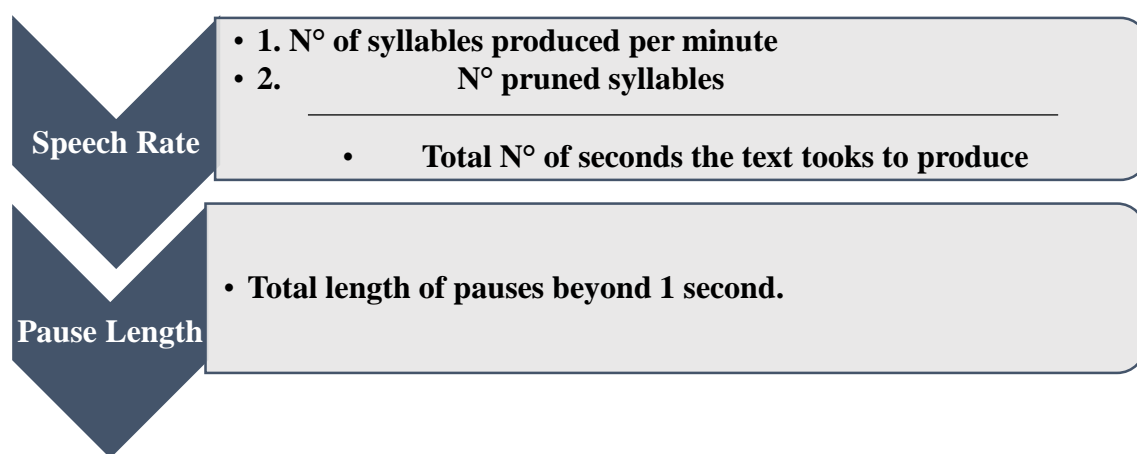 Speech Rate
• 1. N° of syllables produced per minute
• 2. N° pruned syllables
• Total N° of seconds the text tooks to produce
Pause Length
• Total length of pauses beyond 1 second.